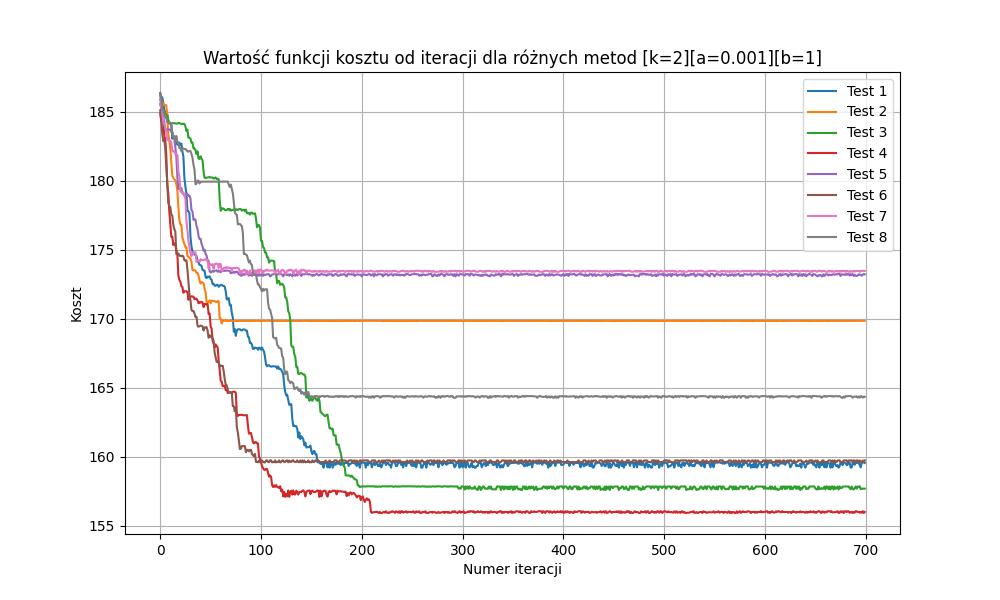 Wartość funkcji kosztu od iteracji dla różnych metod [k=2][a=0.001][b=1]
185
180
175
170
165
160
155
Koszt
Test 1
Test 2
Test 3
Test 4
Test 5
Test 6
Test 7
Test 8
0 100 200 300 400 500 600 700
Numer iteracji